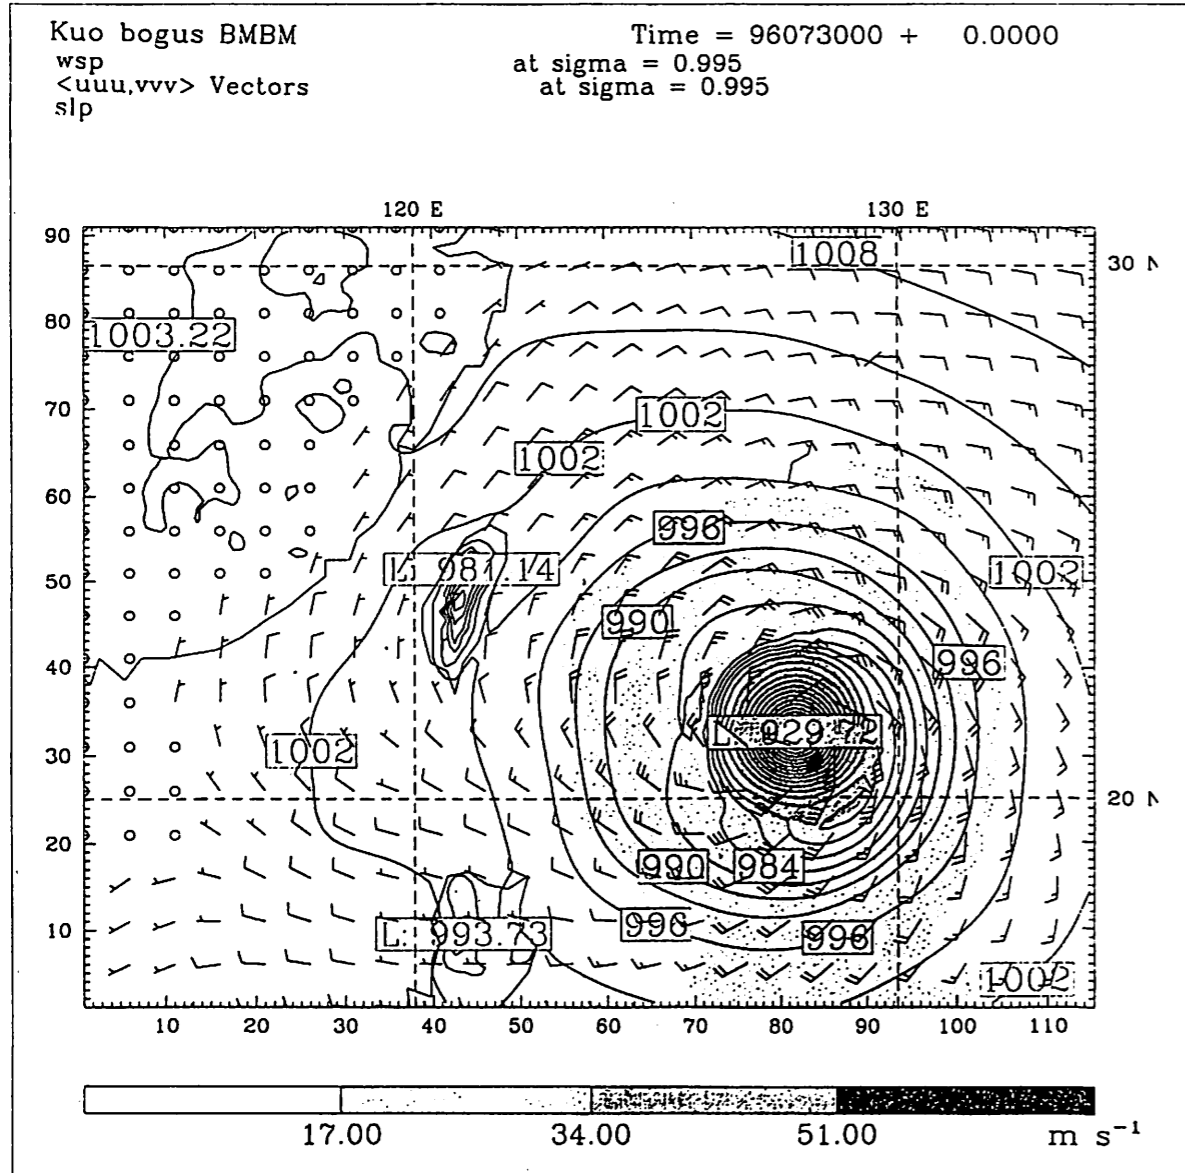 Kuo bogus BMBM Time = 96073000 + 0.0000
wsp at sigma = 0.995
<uuu,vvv> Vectors at sigma = 0.995
slp
120 E 130 E
90
1008
30 N
80
1003.22
70
1002
1002
60
996
50
L: 981.14
1002
990
40
996
L: 929.72
30
1002
20 N
20
990
984
10
L: 993.73
996
996
1002
10 20 30 40 50 60 70 80 90 100 110
17.00 34.00 51.00 m s⁻¹